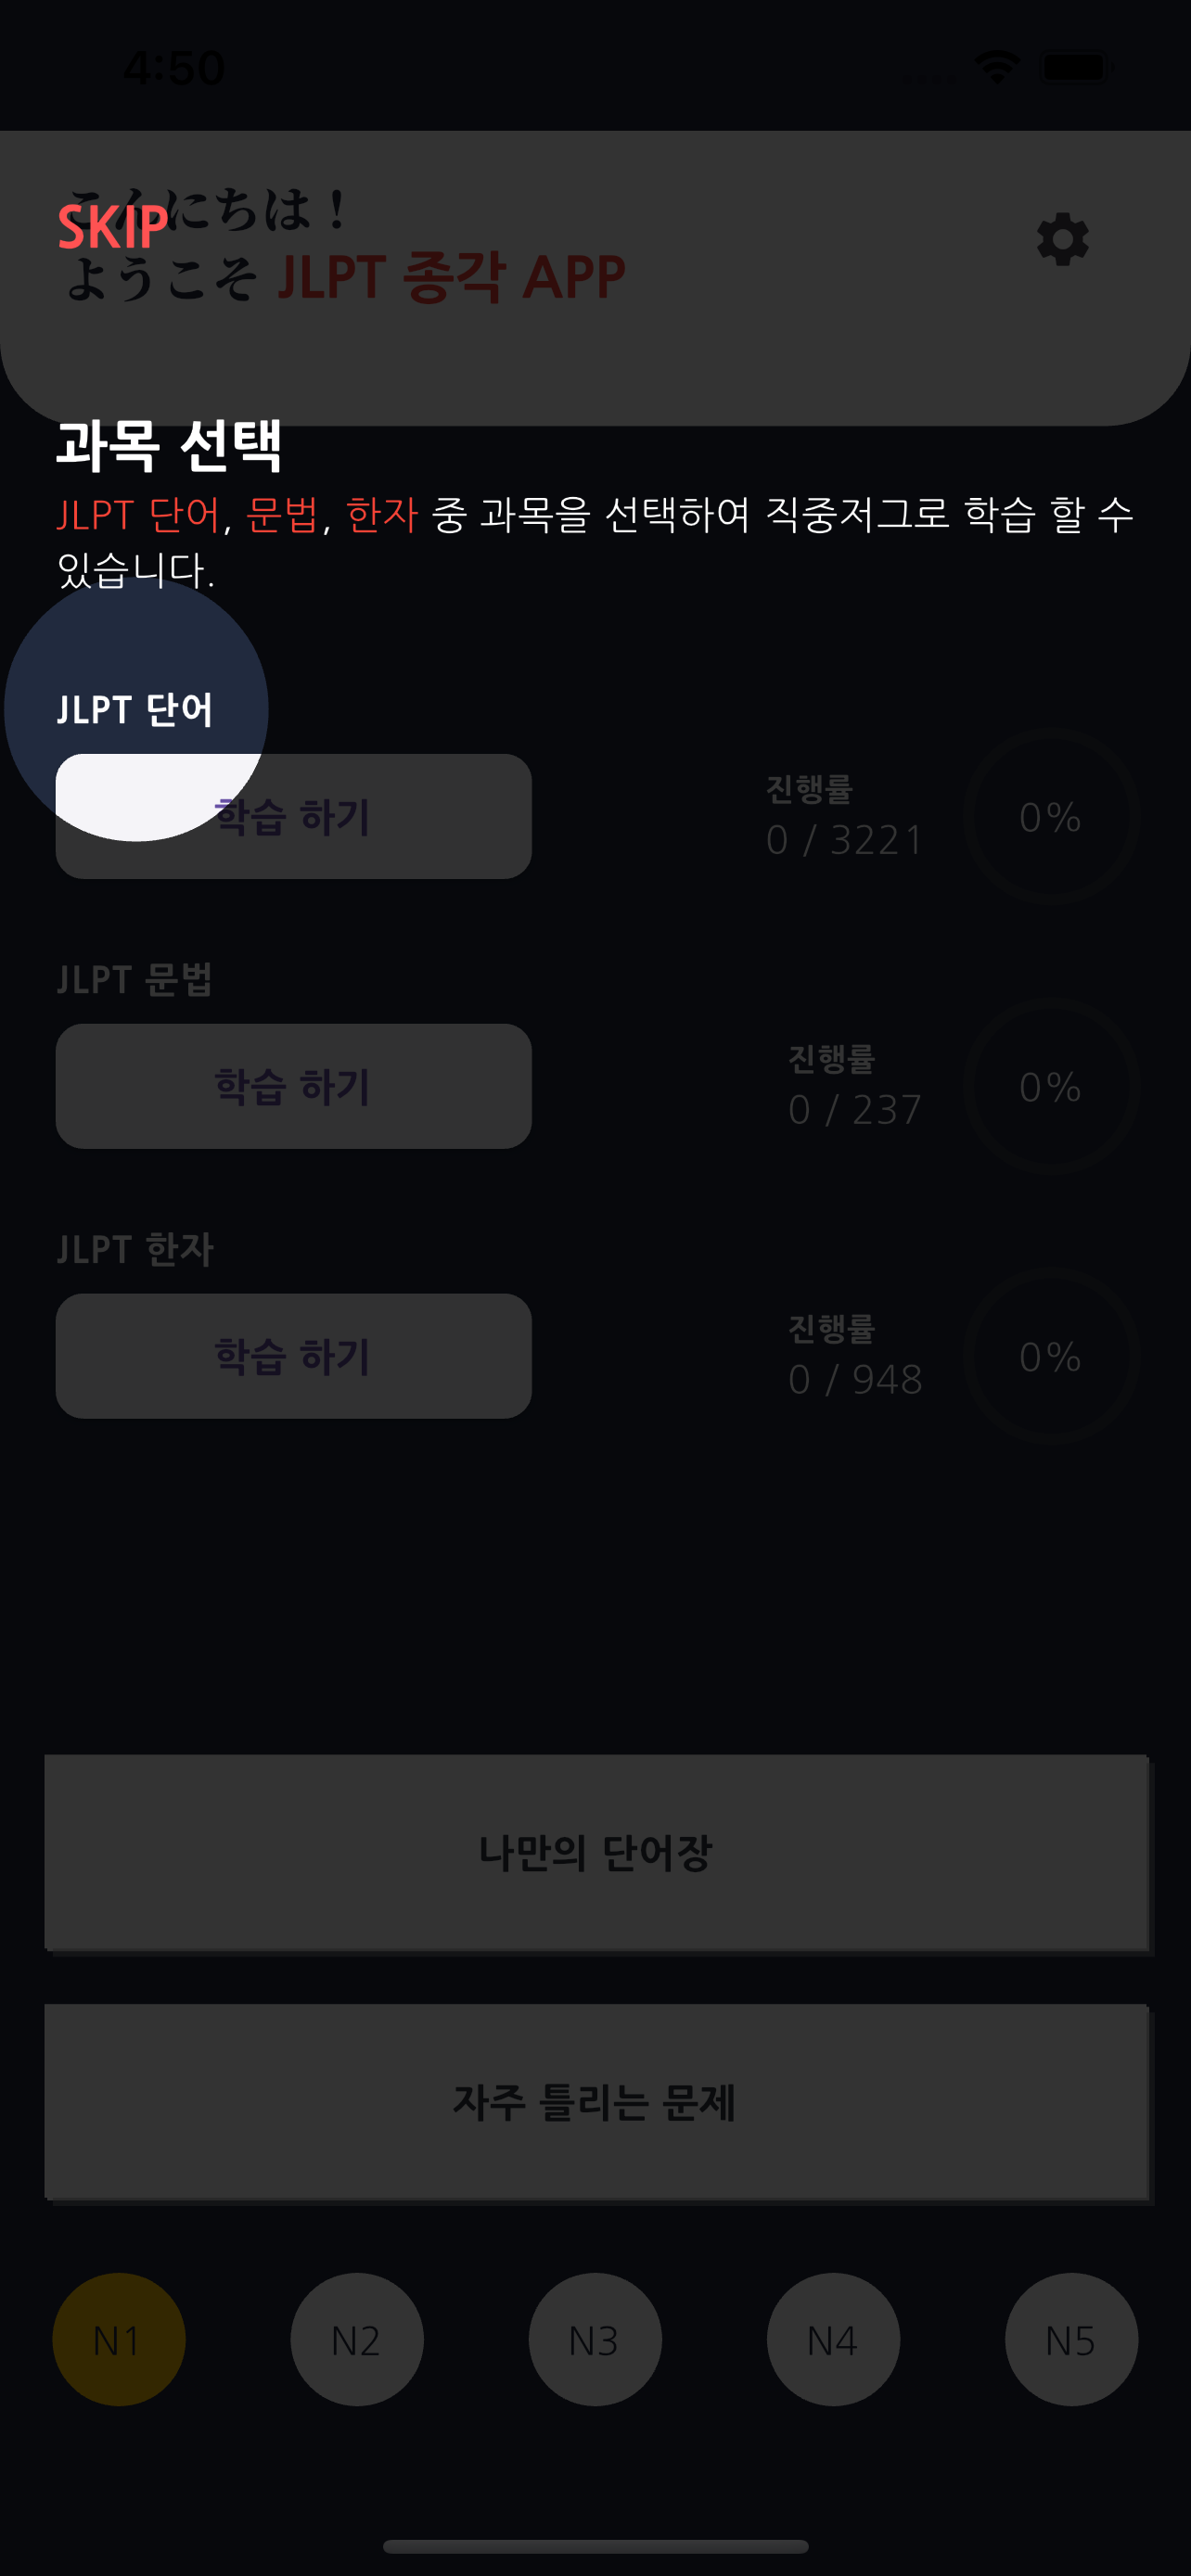 4:50
こんにちは！
SKIP
ようこそ JLPT 종각 APP
과목 선택
JLPT 단어, 문법, 한자 중 과목을 선택하여 직중저그로 학습 할 수
있습니다.
JLPT 단어
학습 하기
진행률
0 / 3221
0%
JLPT 문법
학습 하기
진행률
0 / 237
0%
JLPT 한자
학습 하기
진행률
0 / 948
0%
나만의 단어장
자주 틀리는 문제
N1 N2 N3 N4 N5